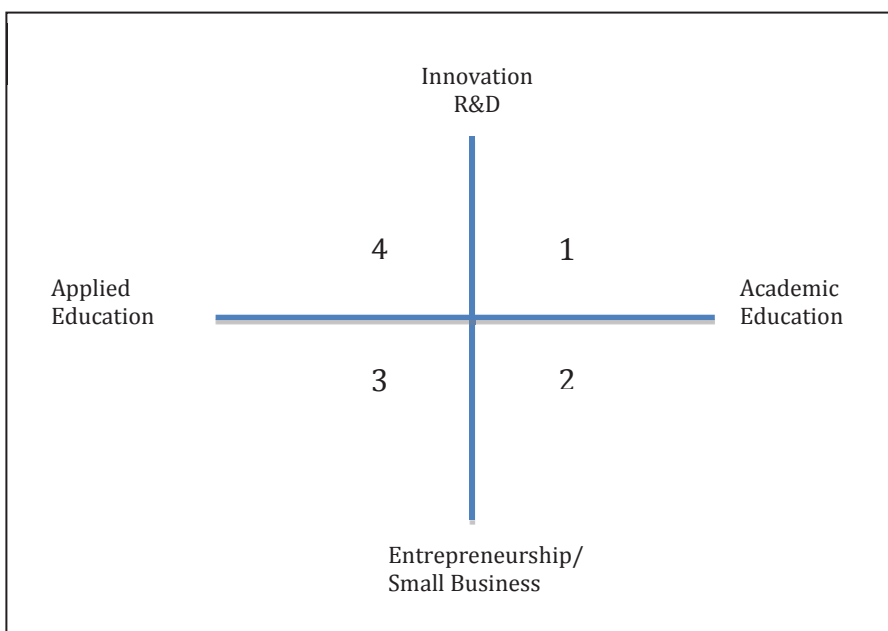 Innovation
R&D
4
1
Applied
Education
Academic
Education
3
2
Entrepreneurship/
Small Business